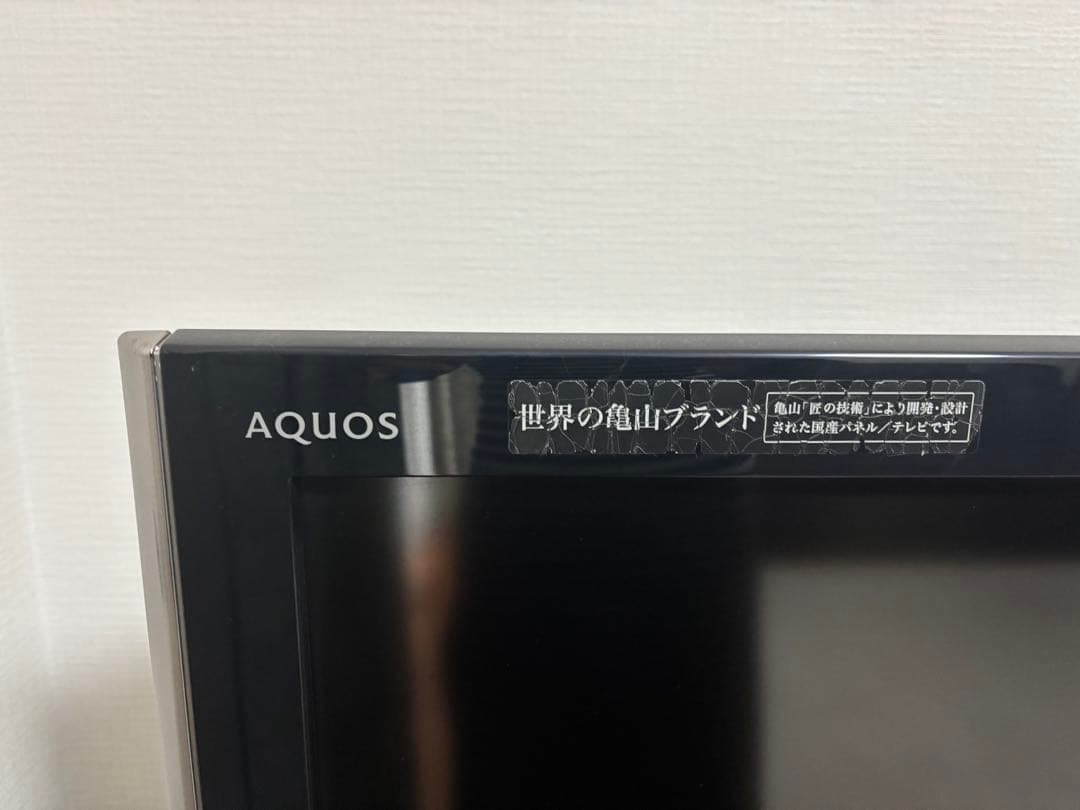 AQUOS
世界の亀山ブランド
亀山「匠の技術」により開発・設計
された国産パネル／テレビです。